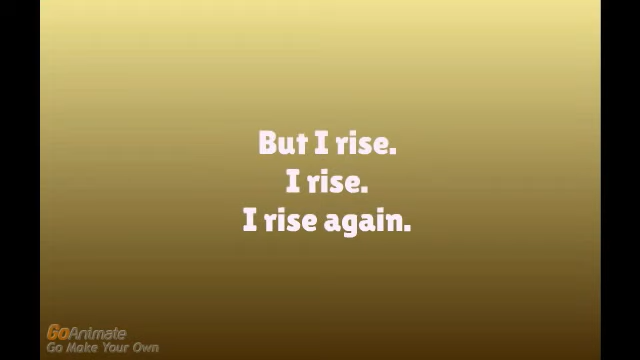 But I rise.
I rise.
I rise again.
GoAnimate
Go Make Your Own